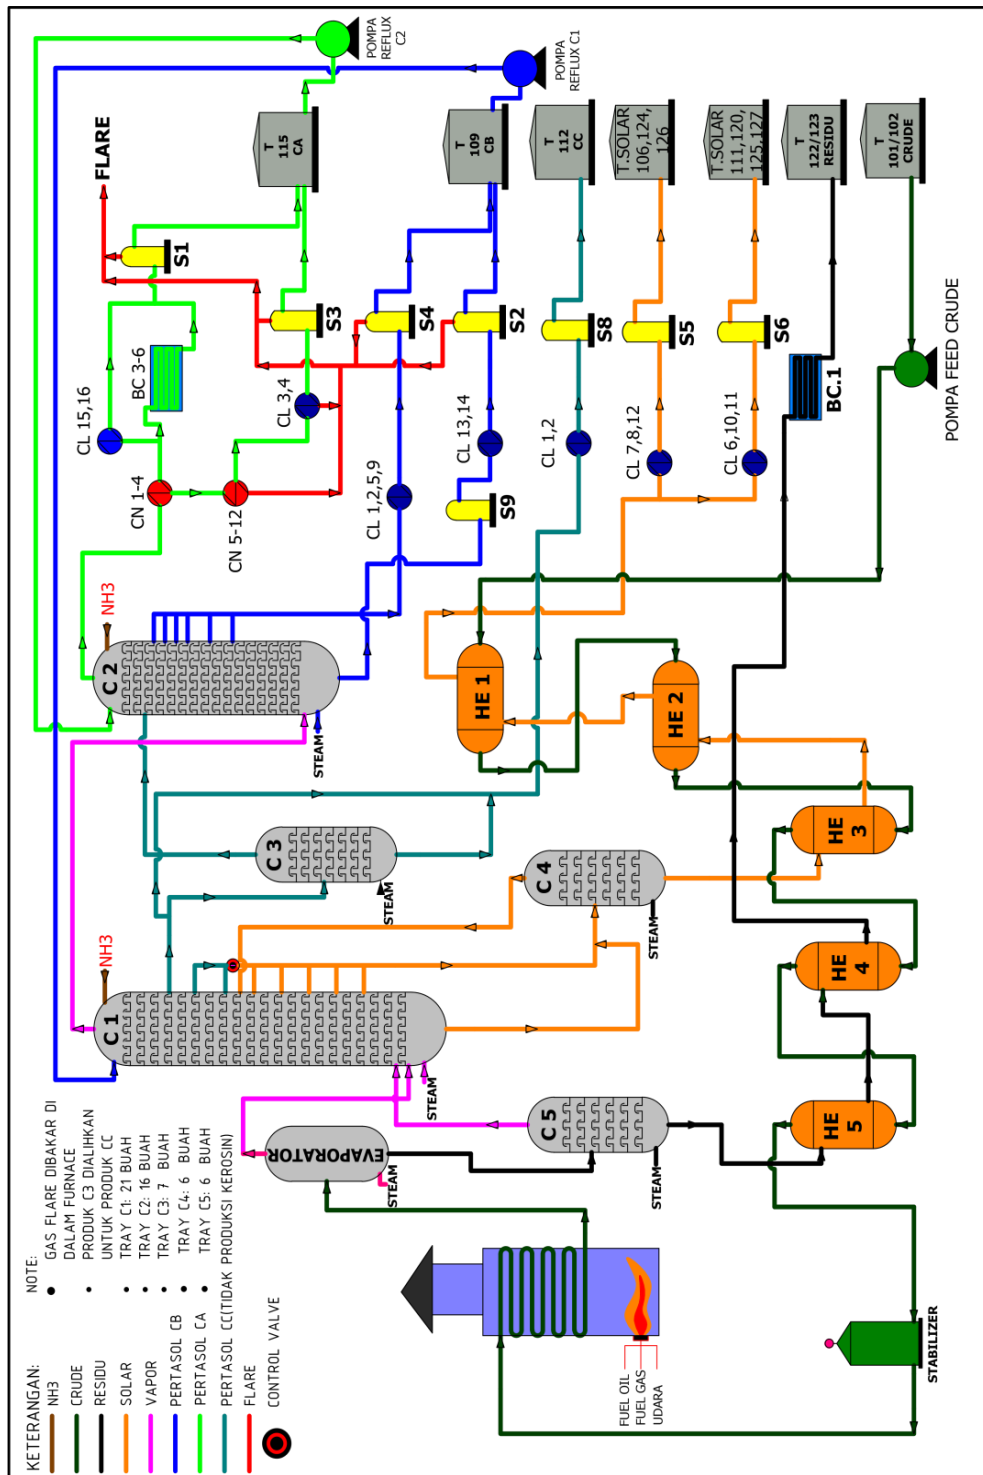 KETERANGAN:
NH3
CRUDE
RESIDU
SOLAR
VAPOR
PERTASOL CB
PERTASOL CA
PERTASOL CC(TIDAK PRODUKSI KEROSIN)
FLARE
CONTROL VALVE
NOTE:
• GAS FLARE DIBAKAR DI
DALAM FURNACE
• PRODUK C3 DIALIHKAN
UNTUK PRODUK CC
• TRAY C1: 21 BUAH
• TRAY C2: 16 BUAH
• TRAY C3: 7 BUAH
• TRAY C4: 6 BUAH
• TRAY C5: 6 BUAH
FUEL OIL
FUEL GAS
UDARA
STABILIZER
EVAPORATOR
STEAM
C 5
STEAM
C 1
NH3
STEAM
C 3
STEAM
C 4
STEAM
C 2
NH3
STEAM
HE 1
HE 2
HE
3
HE
4
HE
5
CN 1-4
CN 5-12
CL 15,16
BC 3-6
CL 3,4
CL 1,2,5,9
CL 13,14
CL 1,2
CL 7,8,12
CL 6,10,11
S9
S1
S3
S4
S2
S8
S5
S6
BC.1
FLARE
POMPA FEED CRUDE
T
115
CA
T
109
CB
T
112
CC
T.SOLAR
106,124,
126
T.SOLAR
111,120,
125,127
T
122/123
RESIDU
T
101/102
CRUDE
POMPA
REFLUX
C2
POMPA
REFLUX C1